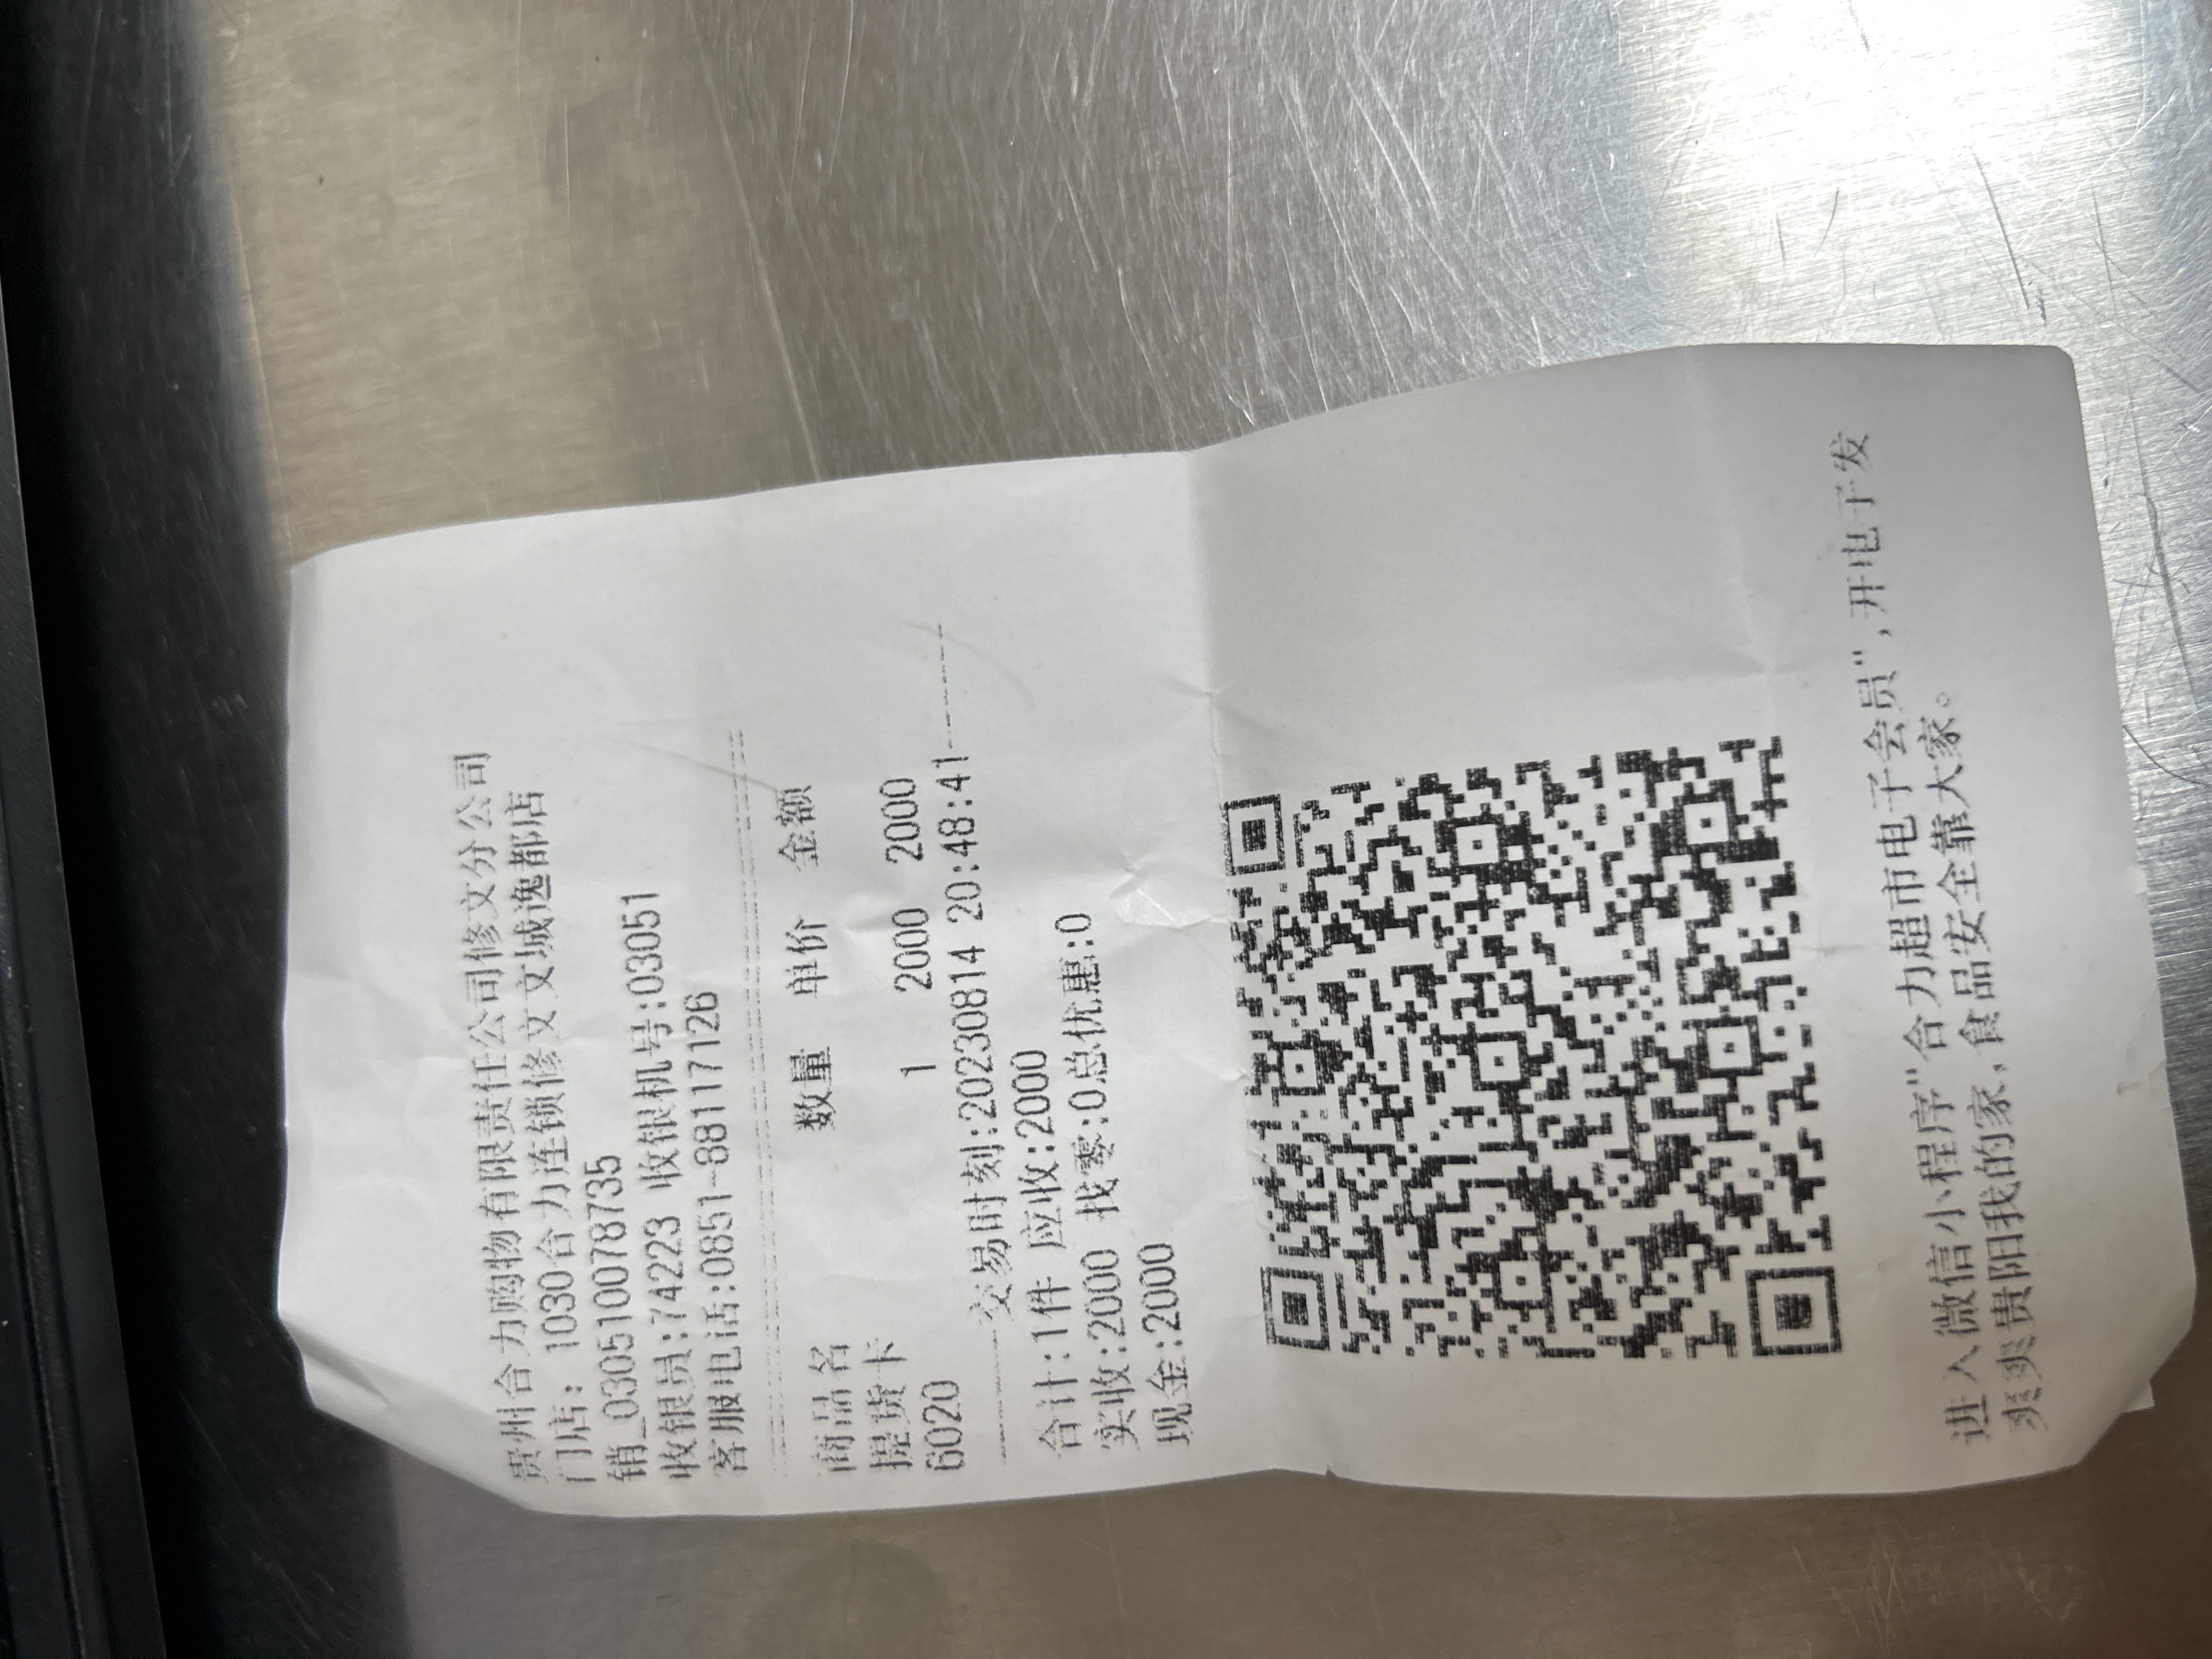 贵州合力购物有限责任公司修文分公司
门店: 1030合力连锁修文文城逸都店
销_030510078735
收银员:74223 收银机号:03051
客服电话:0851-88117126
商品名 数量 单价 金额
提货卡
6020 1 2000 2000
交易时刻:20230814 20:48:41
合计:1件 应收:2000
实收:2000 找零:0总优惠:0
现金:2000
进入微信小程序"合力超市电子会员",开电子发
爽爽贵阳我的家,食品安全靠大家。